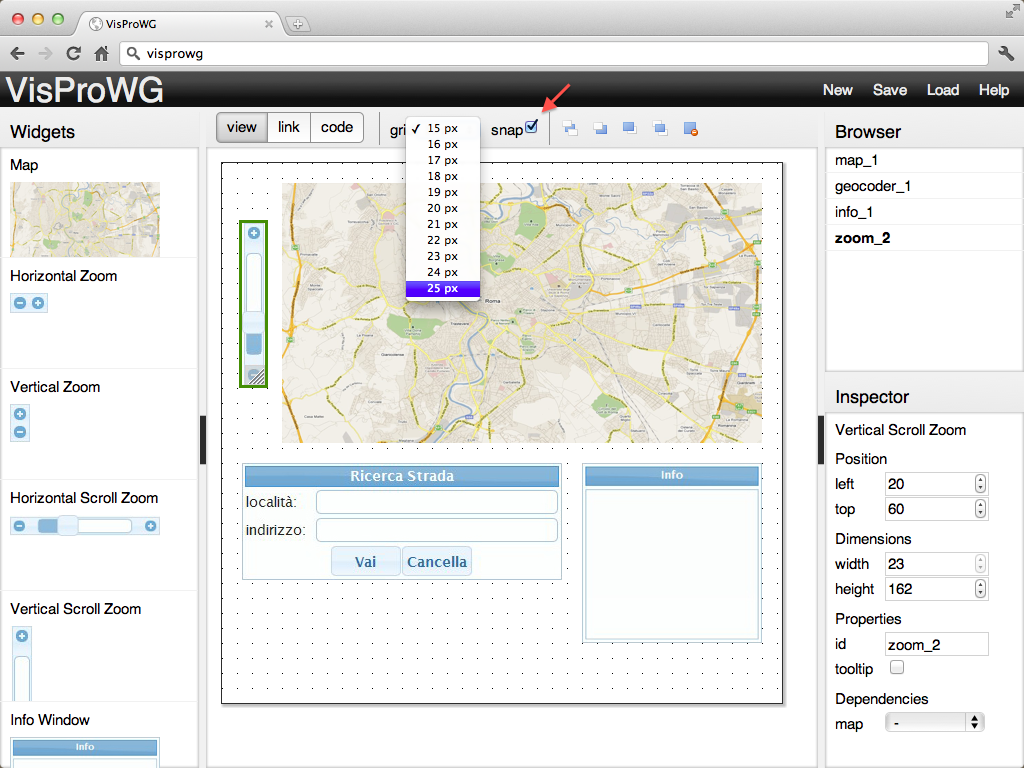 VisProWG
visprowg
VisProWG
New Save Load Help
Widgets
Map
Horizontal Zoom
Vertical Zoom
Horizontal Scroll Zoom
Vertical Scroll Zoom
Info Window
Info
view link code
gri
15 px
16 px
17 px
18 px
19 px
20 px
21 px
22 px
23 px
24 px
25 px
snap
Roma
Ricerca Strada
località:
indirizzo:
Vai Cancella
Info
Browser
map_1
geocoder_1
info_1
zoom_2
Inspector
Vertical Scroll Zoom
Position
left 20
top 60
Dimensions
width 23
height 162
Properties
id zoom_2
tooltip
Dependencies
map -